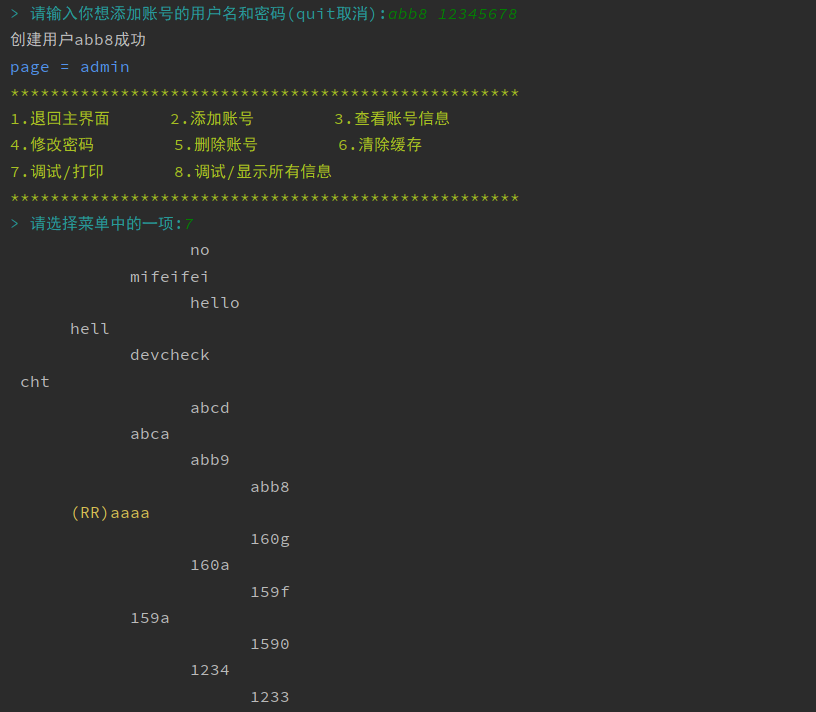 > 请输入你想添加账号的用户名和密码(quit取消):abb8 12345678
创建用户abb8成功
page = admin
***************************************************
1.退回主界面 2.添加账号 3.查看账号信息
4.修改密码 5.删除账号 6.清除缓存
7.调试/打印 8.调试/显示所有信息
***************************************************
> 请选择菜单中的一项:7
no
mifeifei
hello
hell
devcheck
cht
abcd
abca
abb9
abb8
(RR)aaaa
160g
160a
159f
159a
1590
1234
1233